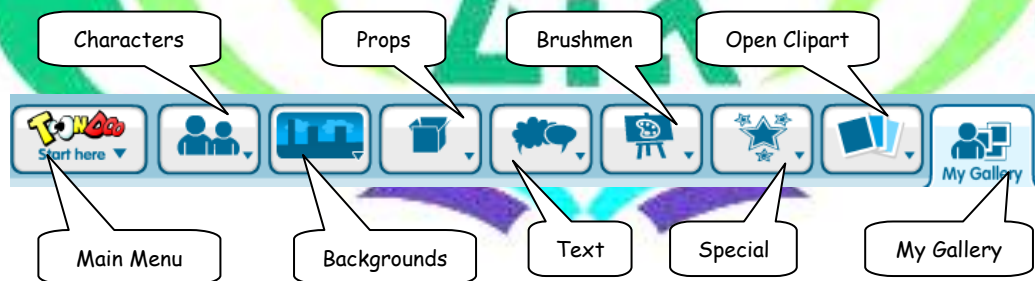 Characters
Props
Brushmen
Open Clipart
TOONDOO
Start here
My Gallery
Main Menu
Backgrounds
Text
Special
My Gallery